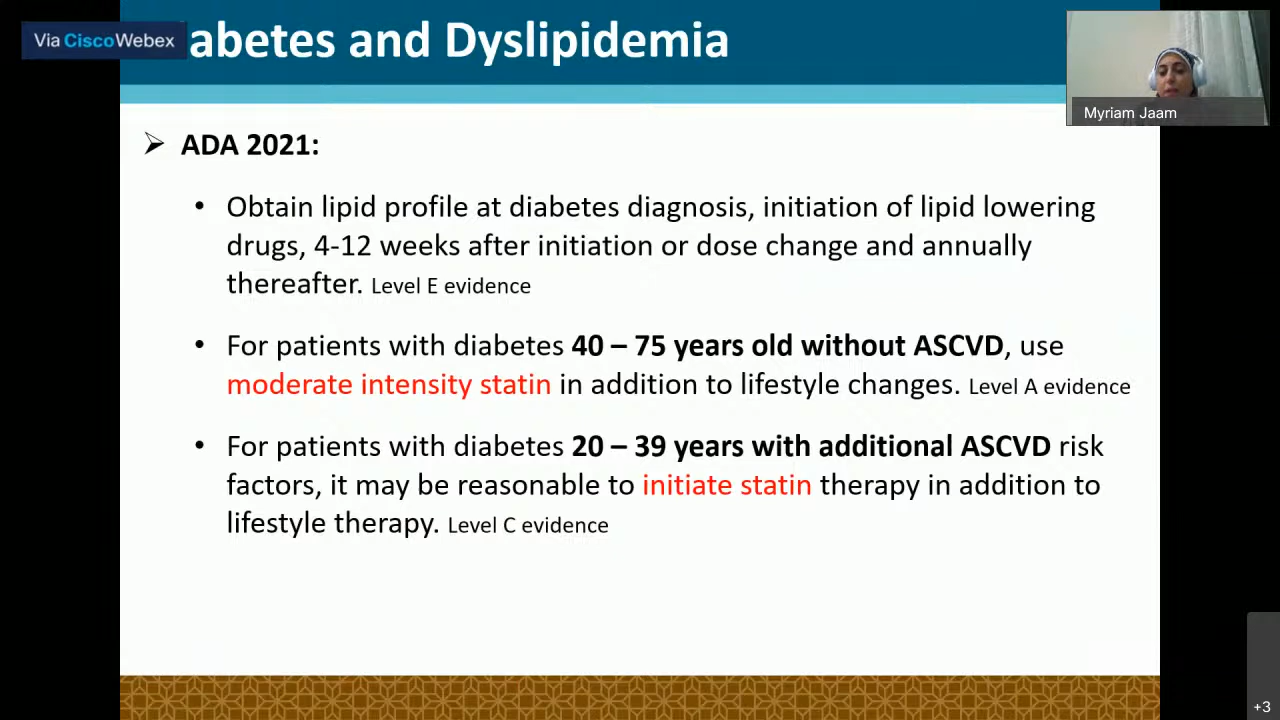 Via CiscoWebex
abetes and Dyslipidemia
Myriam Jaam
➢ ADA 2021:
• Obtain lipid profile at diabetes diagnosis, initiation of lipid lowering
drugs, 4-12 weeks after initiation or dose change and annually
thereafter. Level E evidence
• For patients with diabetes 40 – 75 years old without ASCVD, use
moderate intensity statin in addition to lifestyle changes. Level A evidence
• For patients with diabetes 20 – 39 years with additional ASCVD risk
factors, it may be reasonable to initiate statin therapy in addition to
lifestyle therapy. Level C evidence
+3